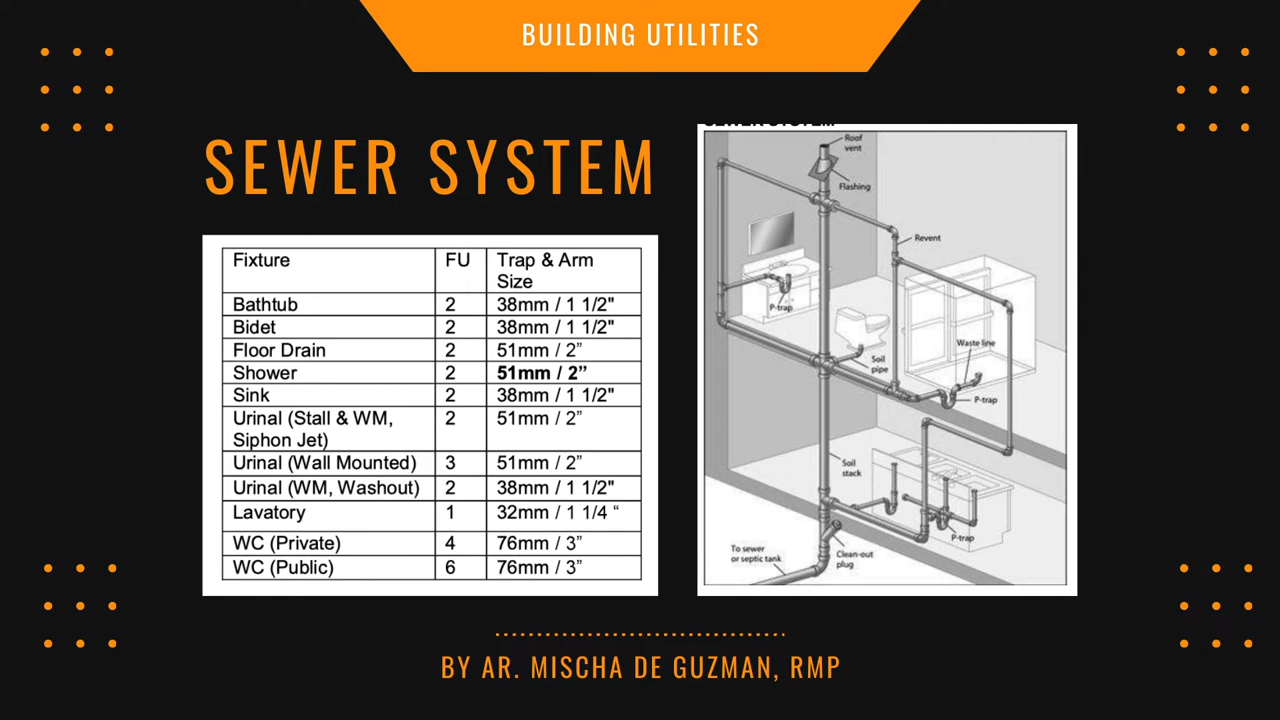 BUILDING UTILITIES
SEWER SYSTEM
Fixture FU Trap & Arm
Size
Bathtub 2 38mm / 1 1/2"
Bidet 2 38mm / 1 1/2"
Floor Drain 2 51mm / 2”
Shower 2 51mm / 2”
Sink 2 38mm / 1 1/2"
Urinal (Stall & WM, 2 51mm / 2”
Siphon Jet)
Urinal (Wall Mounted) 3 51mm / 2”
Urinal (WM, Washout) 2 38mm / 1 1/2"
Lavatory 1 32mm / 1 1/4 “
WC (Private) 4 76mm / 3”
WC (Public) 6 76mm / 3”
SEWER SYSTEM
Roof
vent
Flashing
Revent
P-trap
Waste line
Soil
pipe
P-trap
Soil
stack
P-trap
To sewer
or septic tank
Clean-out
plug
BY AR. MISCHA DE GUZMAN, RMP